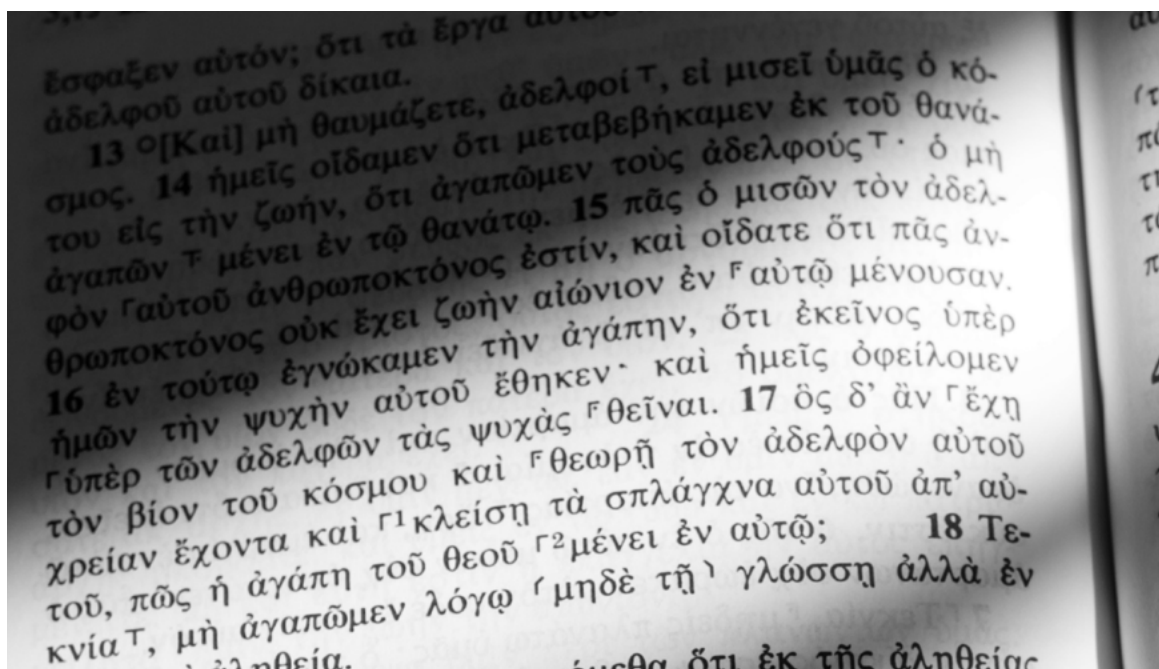 ἔσφαξεν αὐτόν; ὅτι τὰ ἔργα
ἀδελφοῦ αὐτοῦ δίκαια.
13 °[Καὶ] μὴ θαυμάζετε, ἀδελφοί⸆, εἰ μισεῖ ὑμᾶς ὁ κό-
σμος. 14 ἡμεῖς οἴδαμεν ὅτι μεταβεβήκαμεν ἐκ τοῦ θανά-
του εἰς τὴν ζωήν, ὅτι ἀγαπῶμεν τοὺς ἀδελφούς⸆· ὁ μὴ
ἀγαπῶν ⸇ μένει ἐν τῷ θανάτῳ. 15 πᾶς ὁ μισῶν τὸν ἀδελ-
φὸν ⸀αὐτοῦ ἀνθρωποκτόνος ἐστίν, καὶ οἴδατε ὅτι πᾶς ἀν-
θρωποκτόνος οὐκ ἔχει ζωὴν αἰώνιον ἐν ⸁αὐτῷ μένουσαν.
16 ἐν τούτῳ ἐγνώκαμεν τὴν ἀγάπην, ὅτι ἐκεῖνος ὑπὲρ
ἡμῶν τὴν ψυχὴν αὐτοῦ ἔθηκεν· καὶ ἡμεῖς ὀφείλομεν
⸀ὑπὲρ τῶν ἀδελφῶν τὰς ψυχὰς ⸁θεῖναι. 17 ὃς δ’ ἂν ⸀ἔχῃ
τὸν βίον τοῦ κόσμου καὶ ⸁θεωρῇ τὸν ἀδελφὸν αὐτοῦ
χρείαν ἔχοντα καὶ ⸀1κλείσῃ τὰ σπλάγχνα αὐτοῦ ἀπ’ αὐ-
τοῦ, πῶς ἡ ἀγάπη τοῦ θεοῦ ⸀2μένει ἐν αὐτῷ; 18 Τε-
κνία⸆, μὴ ἀγαπῶμεν λόγῳ ⸂μηδὲ τῇ⸃ γλώσσῃ ἀλλὰ ἐν
ἀληθείᾳ. ὅτι ἐκ τῆς ἀληθείας